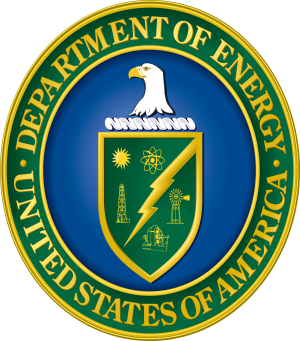 DEPARTMENT OF ENERGY
UNITED STATES OF AMERICA